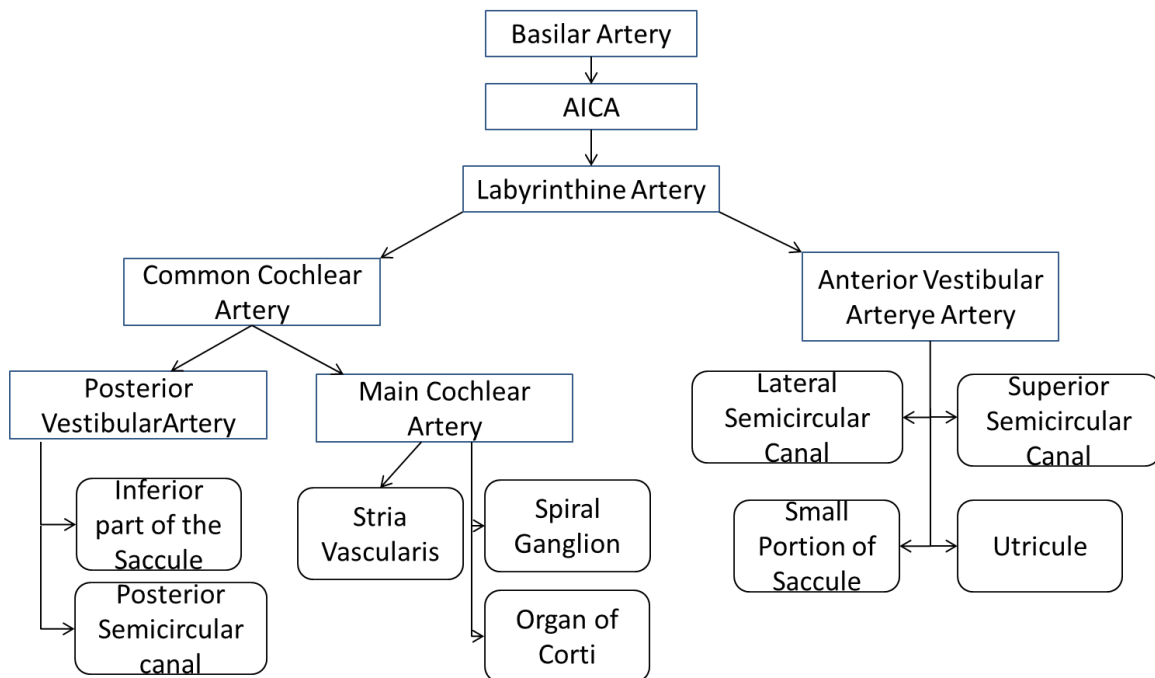 Basilar Artery
AICA
Labyrinthine Artery
Common Cochlear
Artery
Anterior Vestibular
Arterye Artery
Posterior
VestibularArtery
Main Cochlear
Artery
Lateral
Semicircular
Canal
Superior
Semicircular
Canal
Inferior
part of the
Saccule
Stria
Vascularis
Spiral
Ganglion
Small
Portion of
Saccule
Utricule
Posterior
Semicircular
canal
Organ of
Corti